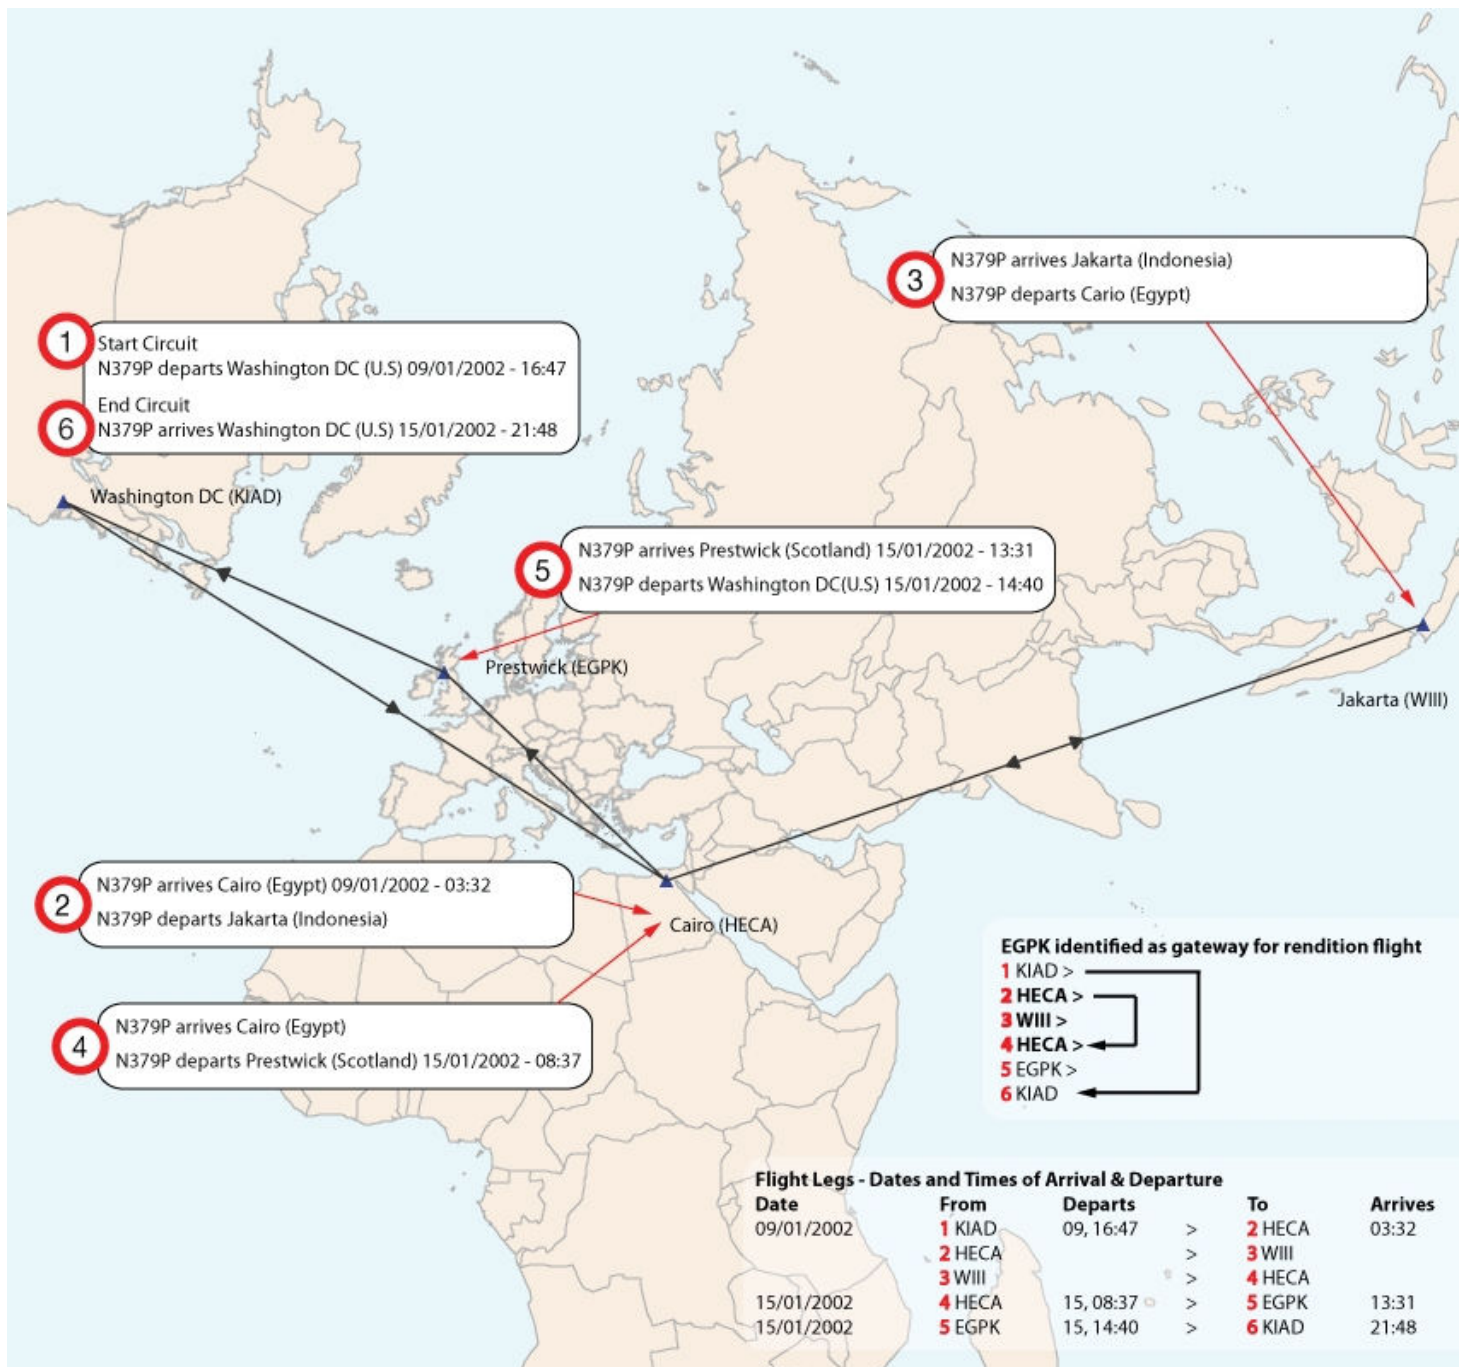 3
N379P arrives Jakarta (Indonesia)
N379P departs Cario (Egypt)
1
Start Circuit
N379P departs Washington DC (U.S) 09/01/2002 - 16:47
End Circuit
6
N379P arrives Washington DC (U.S) 15/01/2002 - 21:48
Washington DC (KIAD)
5
N379P arrives Prestwick (Scotland) 15/01/2002 - 13:31
N379P departs Washington DC(U.S) 15/01/2002 - 14:40
Prestwick (EGPK)
Jakarta (WIII)
2
N379P arrives Cairo (Egypt) 09/01/2002 - 03:32
N379P departs Jakarta (Indonesia)
Cairo (HECA)
4
N379P arrives Cairo (Egypt)
N379P departs Prestwick (Scotland) 15/01/2002 - 08:37
EGPK identified as gateway for rendition flight
1 KIAD >
2 HECA >
3 WIII >
4 HECA >
5 EGPK >
6 KIAD
Flight Legs - Dates and Times of Arrival & Departure
Date From Departs To Arrives
09/01/2002 1 KIAD 09, 16:47 > 2 HECA 03:32
2 HECA > 3 WIII
3 WIII > 4 HECA
15/01/2002 4 HECA 15, 08:37 > 5 EGPK 13:31
15/01/2002 5 EGPK 15, 14:40 > 6 KIAD 21:48